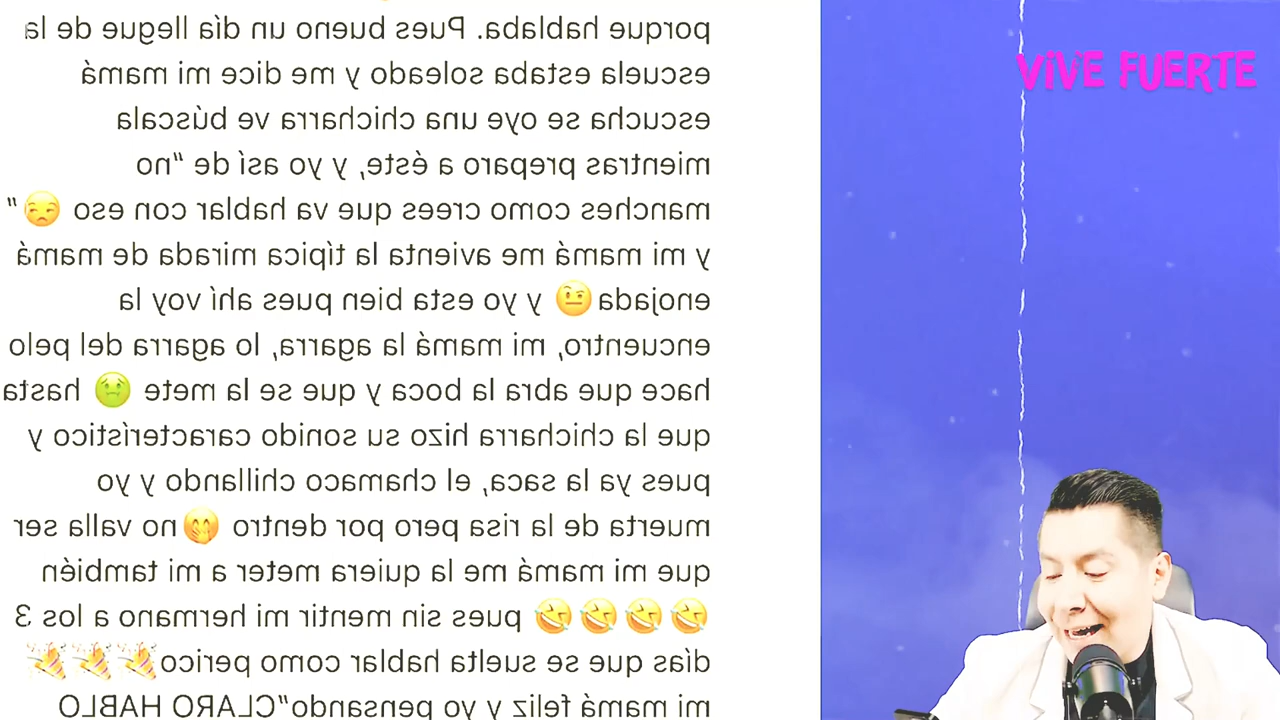 porque hablaba. Pues bueno un día llegue de la
escuela estaba soleado y me dice mi mamá
escucha se oye una chicharra ve búscala
mientras preparo a éste, y yo así de "no
manches como crees que va hablar con eso 😒"
y mi mamá me avienta la típica mirada de mamá
enojada🤨 y yo esta bien pues ahí voy la
encuentro, mi mamá la agarra, lo agarra del pelo
hace que abra la boca y que se la mete 🤢 hasta
que la chicharra hizo su sonido característico y
pues ya la saca, el chamaco chillando y yo
muerta de la risa pero por dentro 🤭no valla ser
que mi mamá me la quiera meter a mi también
🤣🤣🤣🤣 pues sin mentir mi hermano a los 3
días que se suelta hablar como perico🎉🎉🎉
mi mamá feliz y yo pensando"CLARO HABLO
VIVE FUERTE